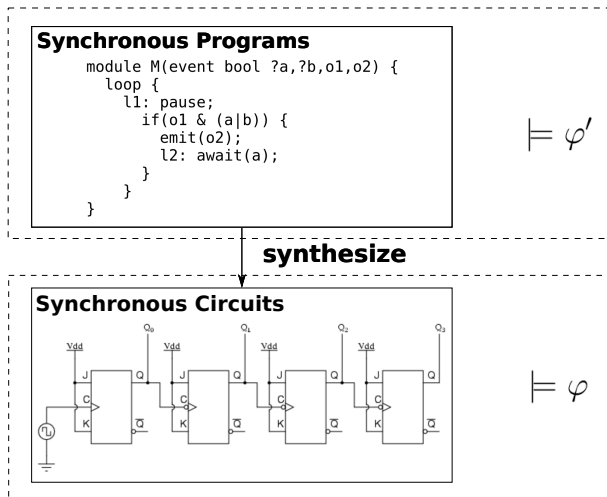 Synchronous Programs
module M(event bool ?a,?b,o1,o2) {
loop {
l1: pause;
if(o1 & (a|b)) {
emit(o2);
l2: await(a);
}
}
}
⊨ φ′
synthesize
Synchronous Circuits
Q₀ Q₁ Q₂ Q₃
Vdd Vdd Vdd Vdd
J Q J Q J Q J Q
C C C C
K Q̅ K Q̅ K Q̅ K Q̅
⊨ φ